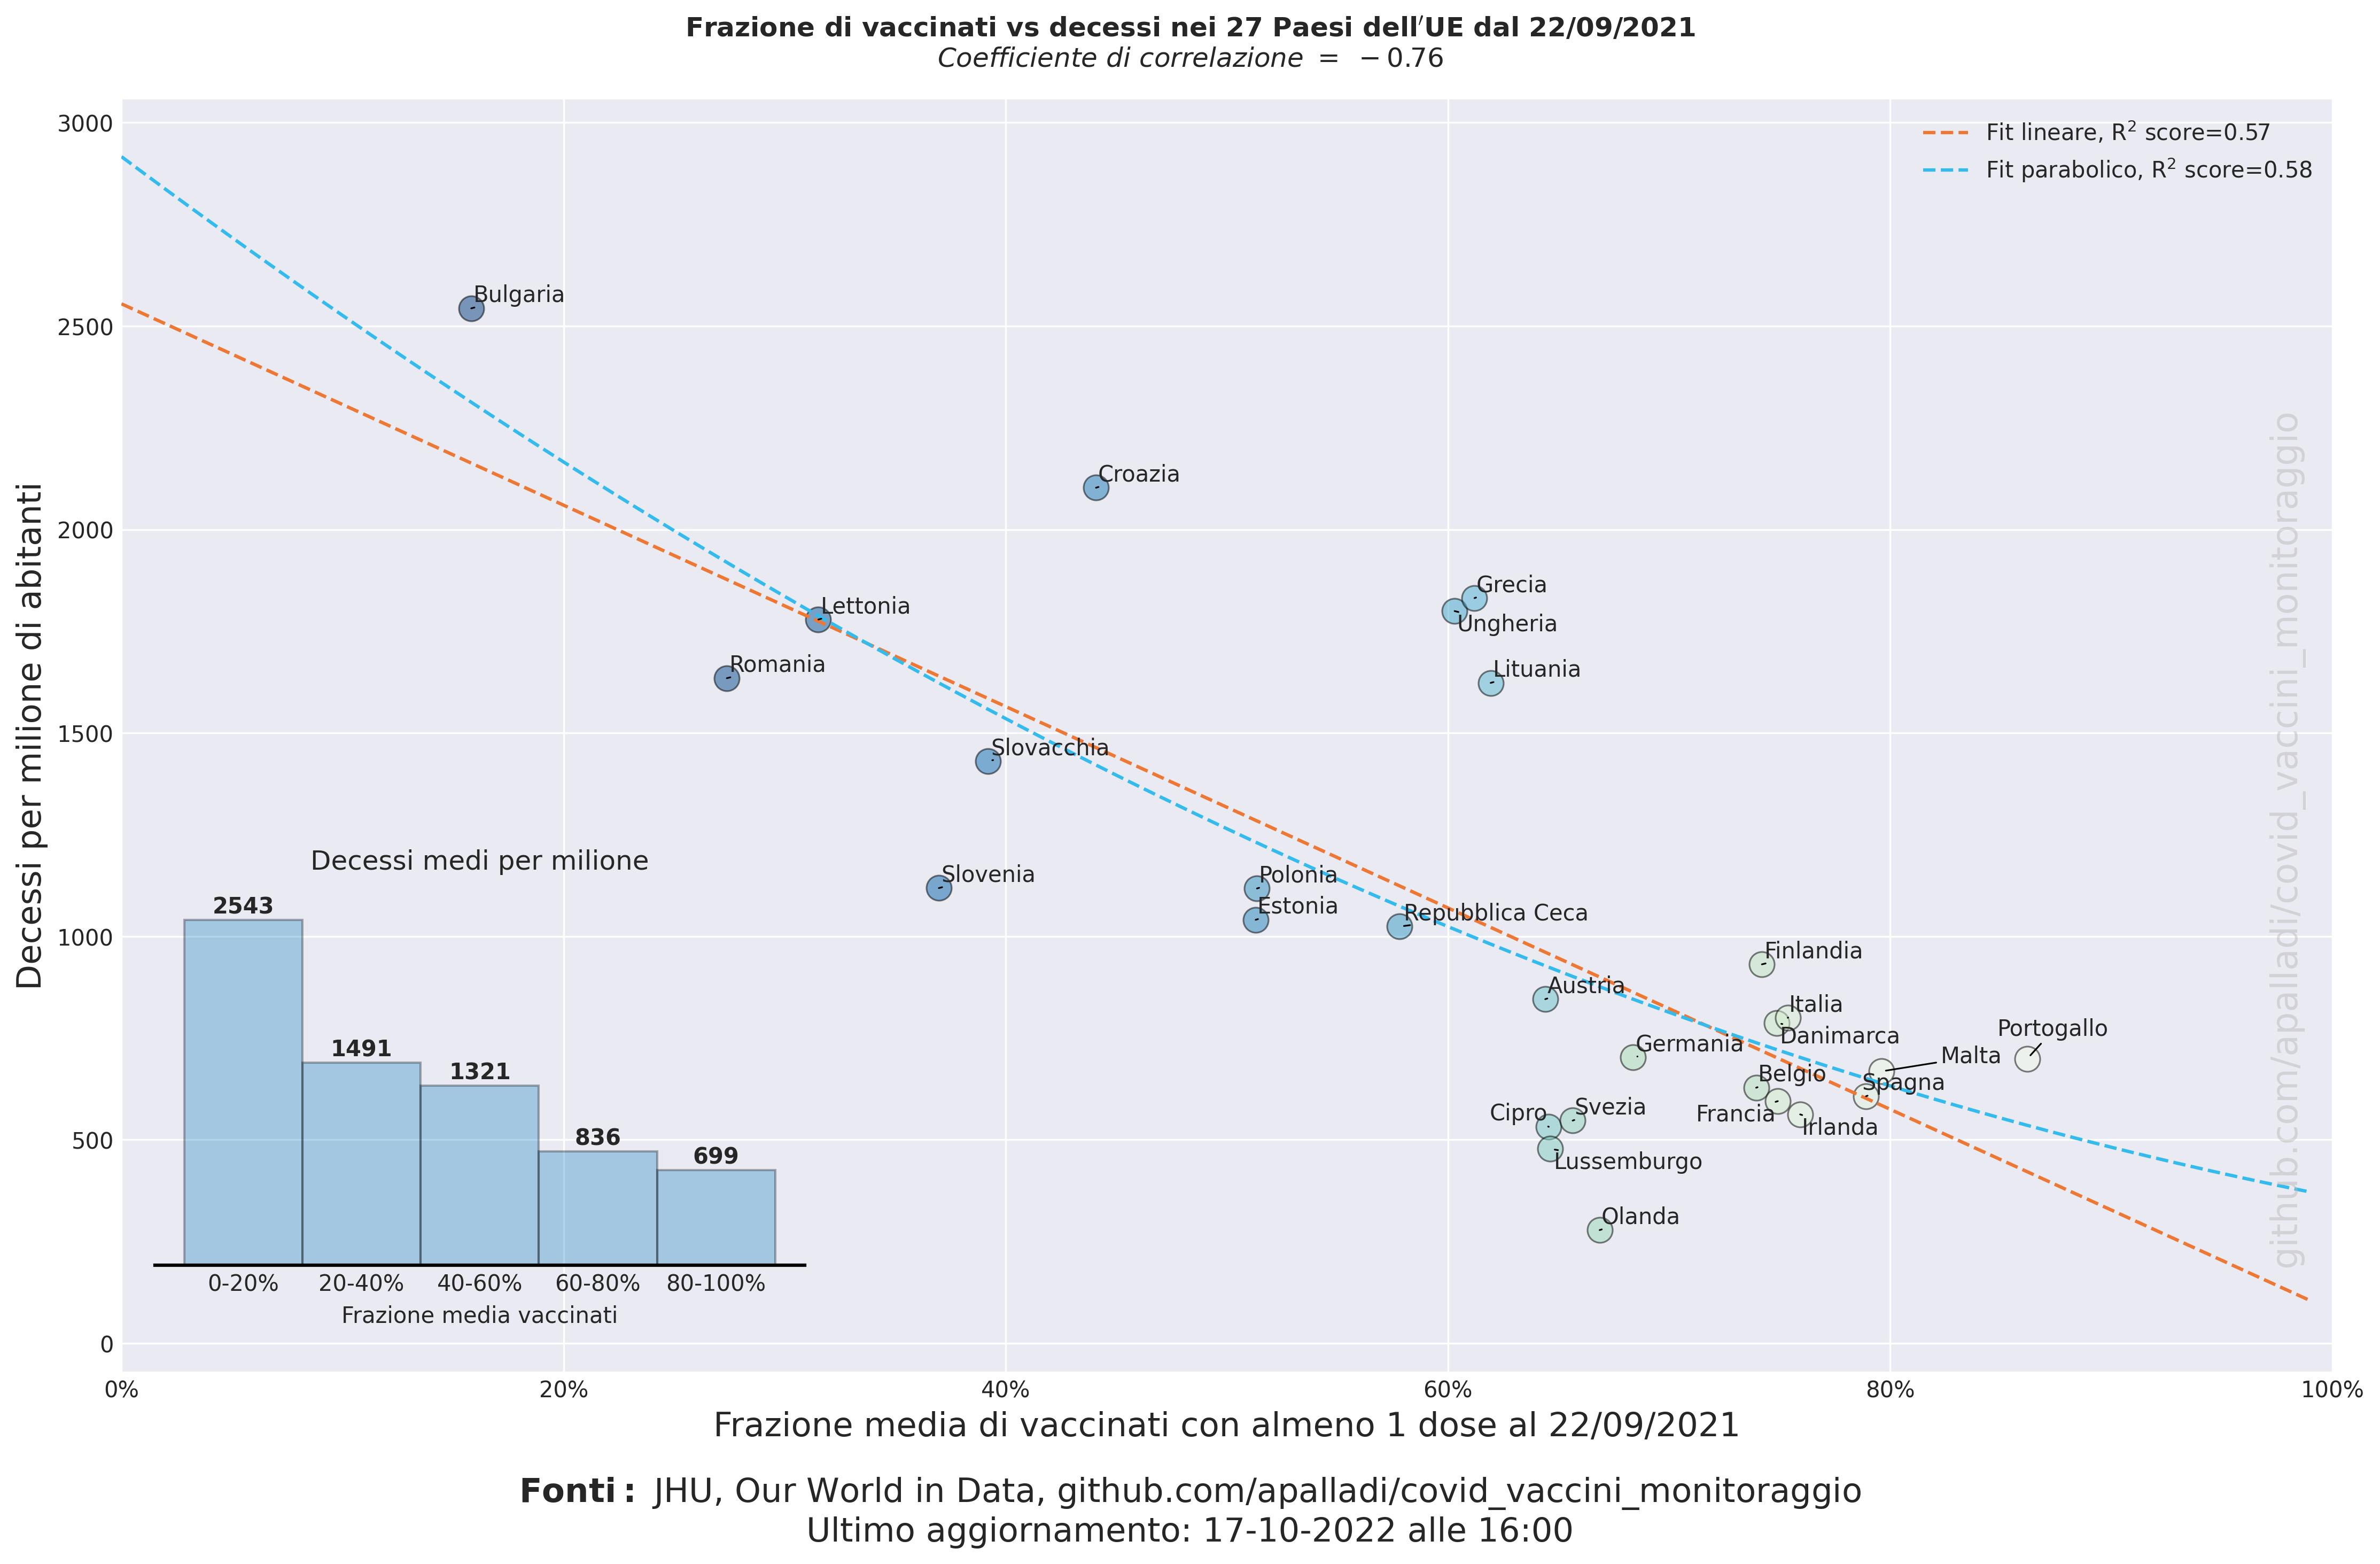 Frazione di vaccinati vs decessi nei 27 Paesi dell′UE dal 22/09/2021
Coefficiente di correlazione = −0.76
Fit lineare, R² score=0.57
Fit parabolico, R² score=0.58
Decessi per milione di abitanti
3000
2500
2000
1500
1000
500
0
Bulgaria
Croazia
Grecia
Lettonia
Ungheria
Romania
Lituania
Slovacchia
Slovenia
Polonia
Estonia
Repubblica Ceca
Finlandia
Austria
Italia
Danimarca
Portogallo
Germania
Malta
Belgio
Spagna
Cipro
Svezia
Francia
Irlanda
Lussemburgo
Olanda
Decessi medi per milione
2543
1491
1321
836
699
0-20%
20-40%
40-60%
60-80%
80-100%
Frazione media vaccinati
github.com/apalladi/covid_vaccini_monitoraggio
0%
20%
40%
60%
80%
100%
Frazione media di vaccinati con almeno 1 dose al 22/09/2021
Fonti: JHU, Our World in Data, github.com/apalladi/covid_vaccini_monitoraggio
Ultimo aggiornamento: 17-10-2022 alle 16:00